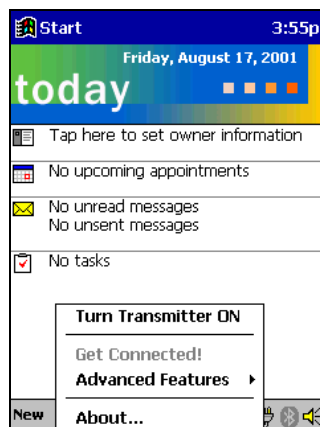 Start 3:55p
Friday, August 17, 2001
today
Tap here to set owner information
No upcoming appointments
No unread messages
No unsent messages
No tasks
Turn Transmitter ON
Get Connected!
Advanced Features
New
About...